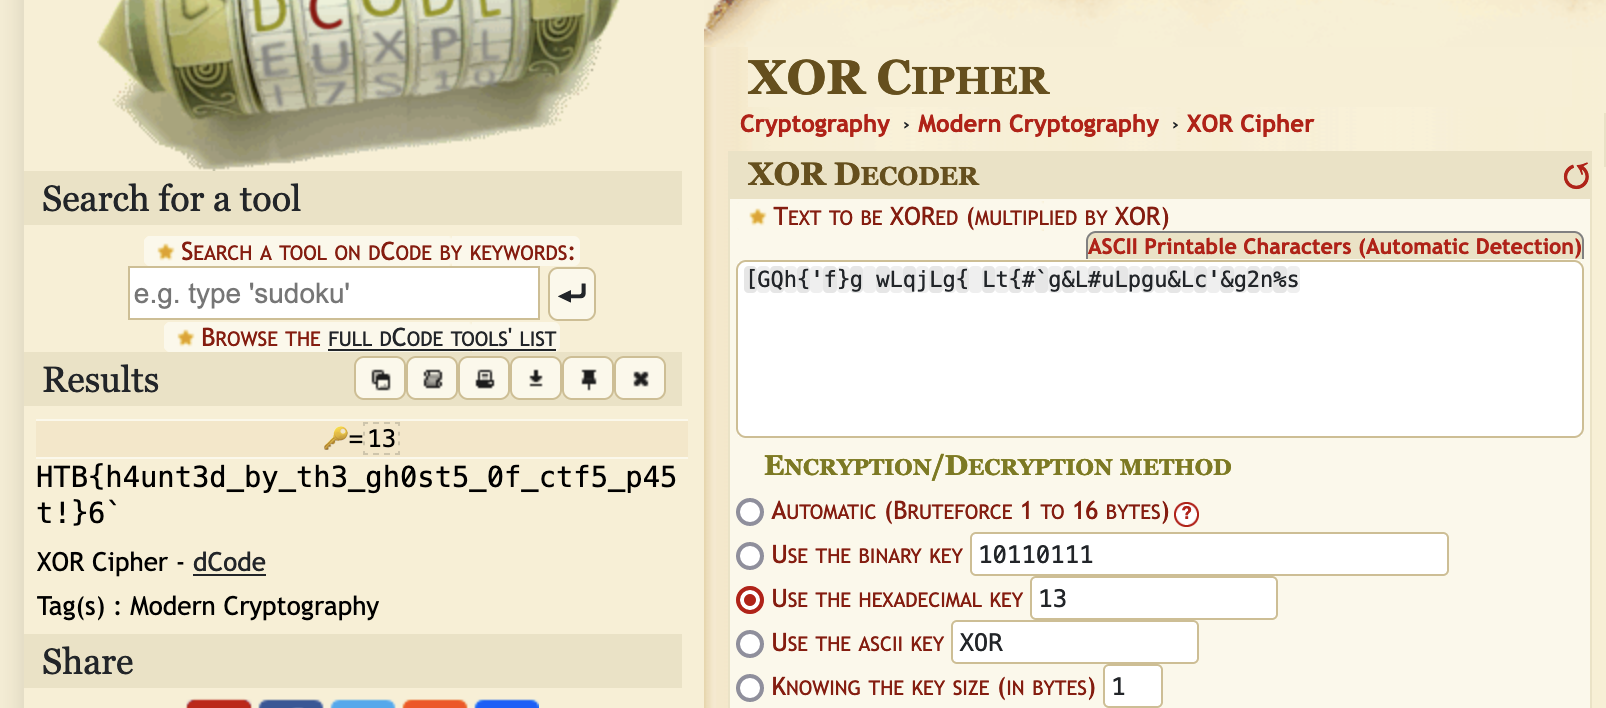 DCODE
EUXPL
Search for a tool
SEARCH A TOOL ON DCODE BY KEYWORDS:
e.g. type 'sudoku'
BROWSE THE FULL DCODE TOOLS' LIST
Results
=13
HTB{h4unt3d_by_th3_gh0st5_0f_ctf5_p45
t!}6`
XOR Cipher - dCode
Tag(s) : Modern Cryptography
Share
XOR CIPHER
Cryptography › Modern Cryptography › XOR Cipher
XOR DECODER
TEXT TO BE XORED (MULTIPLIED BY XOR)
ASCII Printable Characters (Automatic Detection)
[GQh{'f}g wLqjLg{ Lt{#`g&L#uLpgu&Lc'&g2n%s
ENCRYPTION/DECRYPTION METHOD
AUTOMATIC (BRUTEFORCE 1 TO 16 BYTES) ?
USE THE BINARY KEY 10110111
USE THE HEXADECIMAL KEY 13
USE THE ASCII KEY XOR
KNOWING THE KEY SIZE (IN BYTES) 1